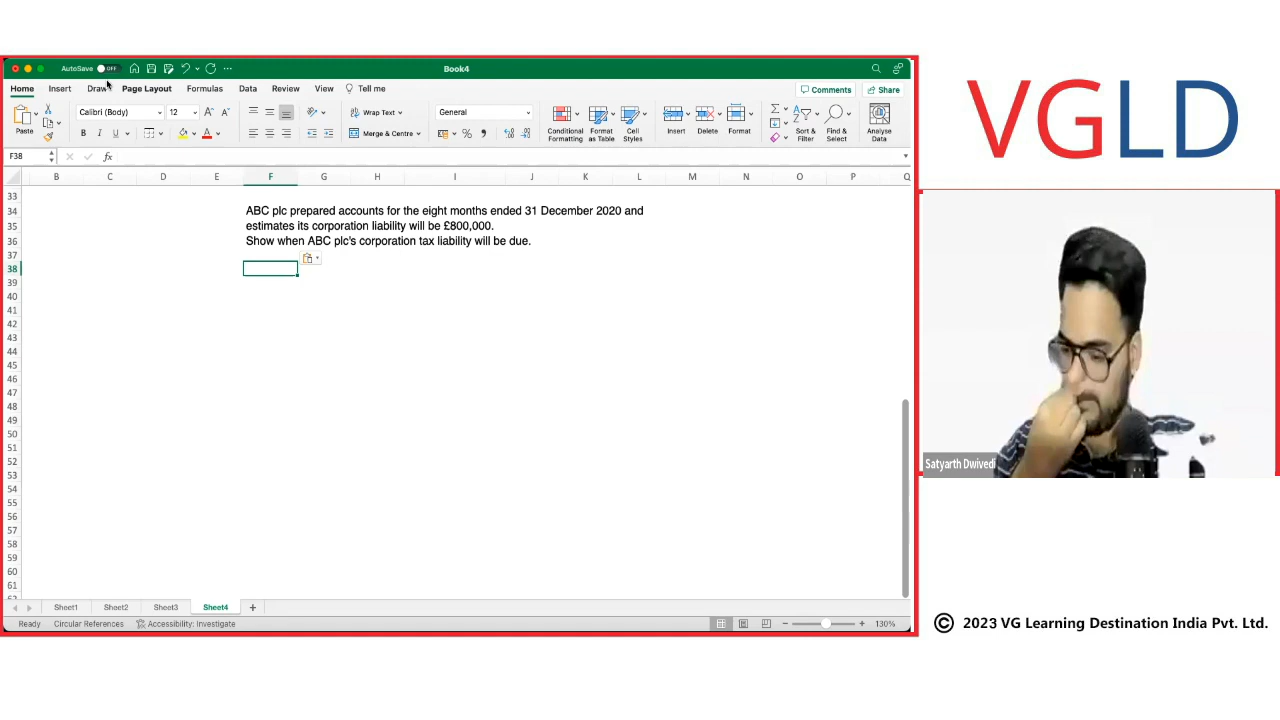 AutoSave OFF
Book4
Home Insert Draw Page Layout Formulas Data Review View Tell me
Comments Share
Paste
Calibri (Body) 12
B I U
Wrap Text
Merge & Centre
General
Conditional Formatting
Format as Table
Cell Styles
Insert
Delete
Format
Sort & Filter
Find & Select
Analyse Data
F38 fx
B C D E F G H I J K L M N O P Q
33
34 ABC plc prepared accounts for the eight months ended 31 December 2020 and
35 estimates its corporation liability will be £800,000.
36 Show when ABC plc's corporation tax liability will be due.
37
38
39
40
41
42
43
44
45
46
47
48
49
50
51
52
53
54
55
56
57
58
59
60
61
Sheet1 Sheet2 Sheet3 Sheet4 +
Ready Circular References Accessibility: Investigate
130%
VGLD
Satyarth Dwivedi
© 2023 VG Learning Destination India Pvt. Ltd.